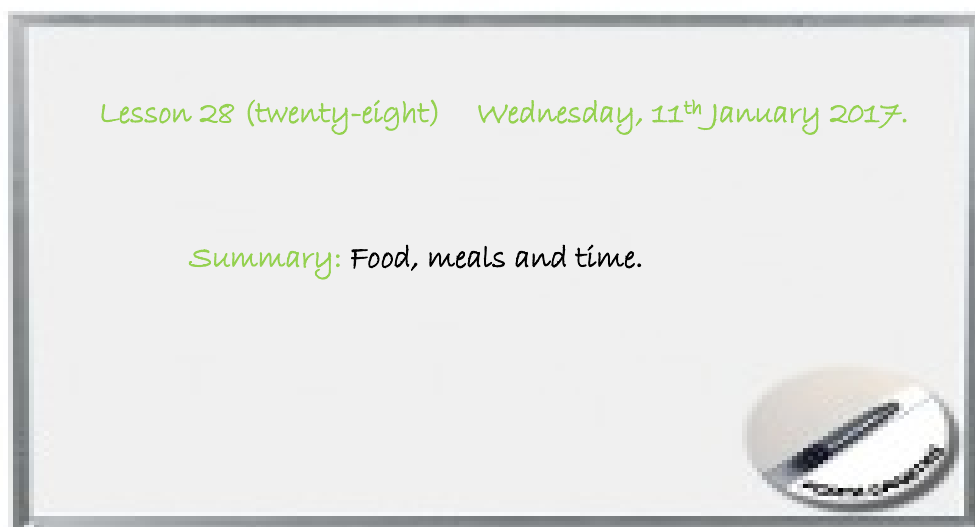 Lesson 28 (twenty-eight) Wednesday, 11th January 2017.
Summary: Food, meals and time.